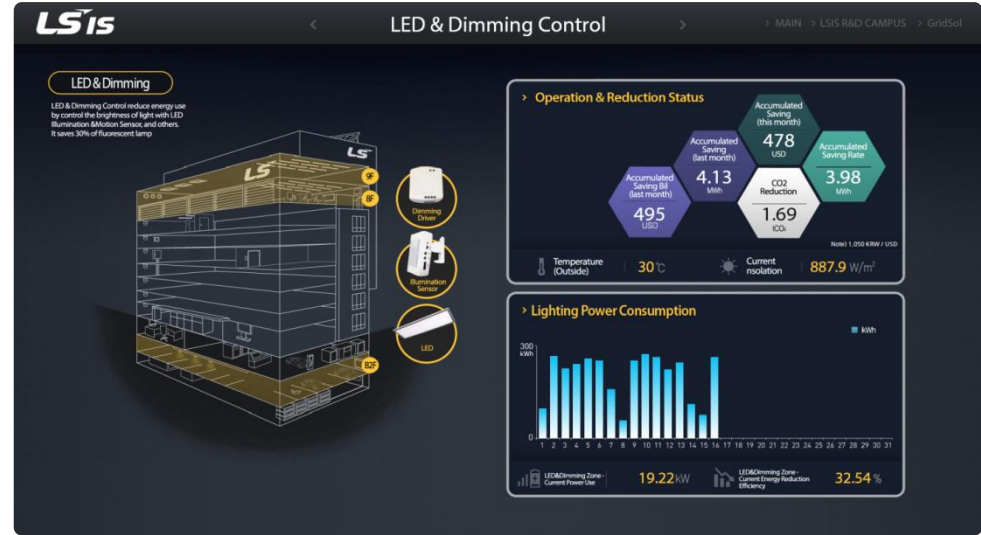 LSIS
< LED & Dimming Control >
> MAIN > LSIS R&D CAMPUS > GridSol
LED & Dimming
LED & Dimming Control reduce energy use
by control the brightness of light with LED
Illumination &Motion Sensor, and others.
It saves 30% of fluorescent lamp
LS
LS
9F
8F
B2F
Dimming
Driver
Illumination
Sensor
LED
> Operation & Reduction Status
Accumulated
Saving Bil
(last month)
495
USD
Accumulated
Saving
(last month)
4.13
MWh
Accumulated
Saving
(this month)
478
USD
CO2
Reduction
1.69
tCO₂
Accumulated
Saving Rate
3.98
MWh
Note) 1,050 KRW / USD
Temperature
(Outside)
30 °C
Current
nsolation
887.9 W/m²
> Lighting Power Consumption
kWh
300
kWh
0
1 2 3 4 5 6 7 8 9 10 11 12 13 14 15 16 17 18 19 20 21 22 23 24 25 26 27 28 29 30 31
LED&Dimming Zone -
Current Power Use
19.22 kW
LED&Dimming Zone -
Current Energy Reduction
Efficiency
32.54 %